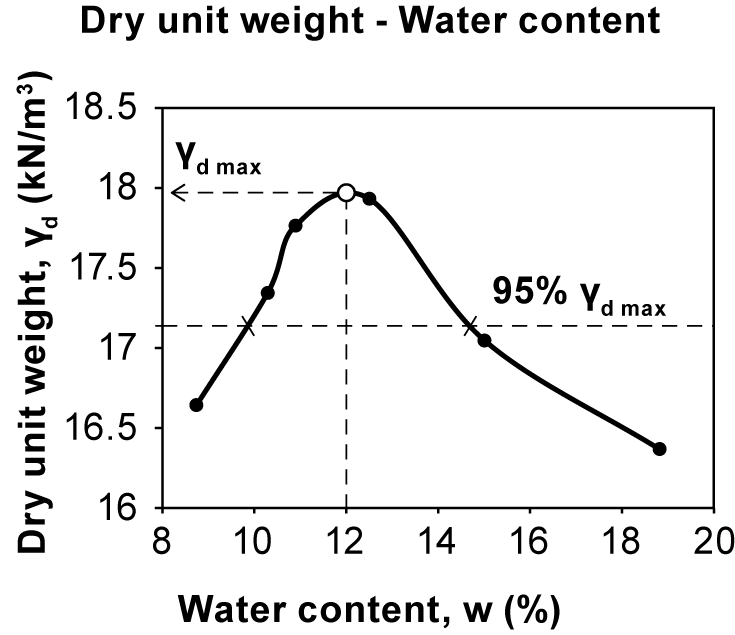 Dry unit weight - Water content
Dry unit weight, γd (kN/m³)
18.5
18
17.5
17
16.5
16
γd max
95% γd max
8 10 12 14 16 18 20
Water content, w (%)